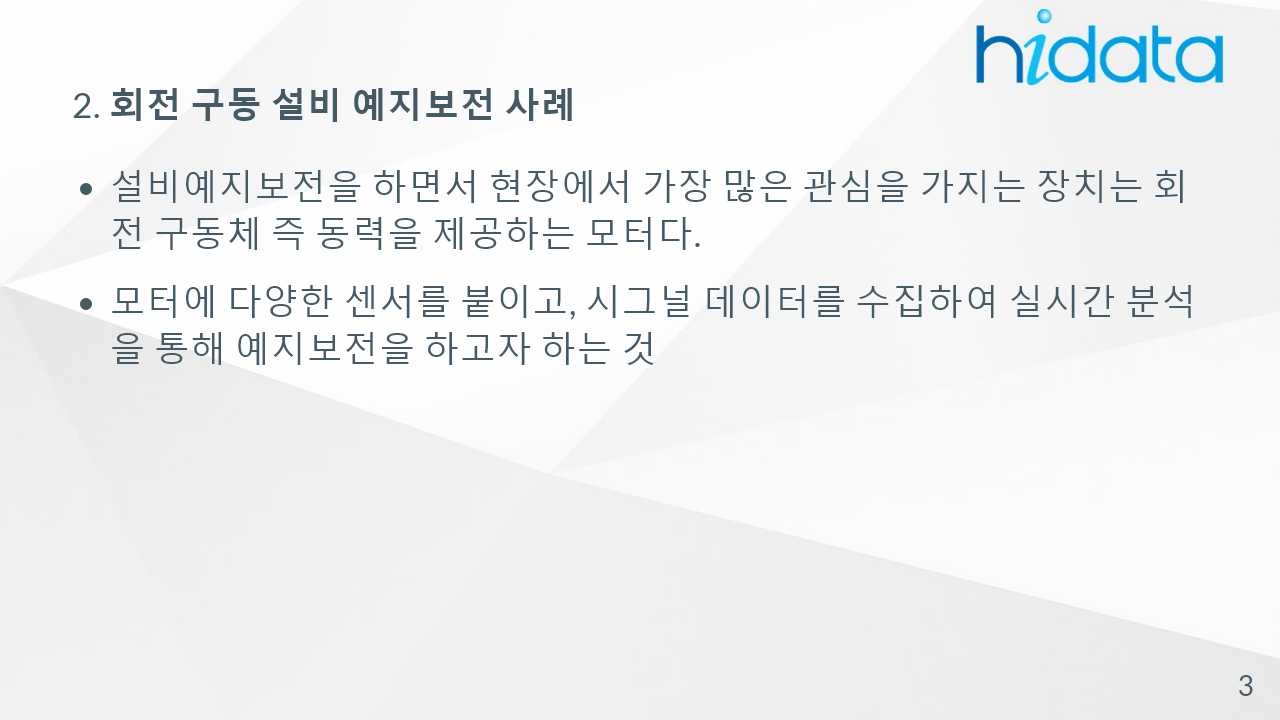 hidata
2. 회전 구동 설비 예지보전 사례
• 설비예지보전을 하면서 현장에서 가장 많은 관심을 가지는 장치는 회
전 구동체 즉 동력을 제공하는 모터다.
• 모터에 다양한 센서를 붙이고, 시그널 데이터를 수집하여 실시간 분석
을 통해 예지보전을 하고자 하는 것
3